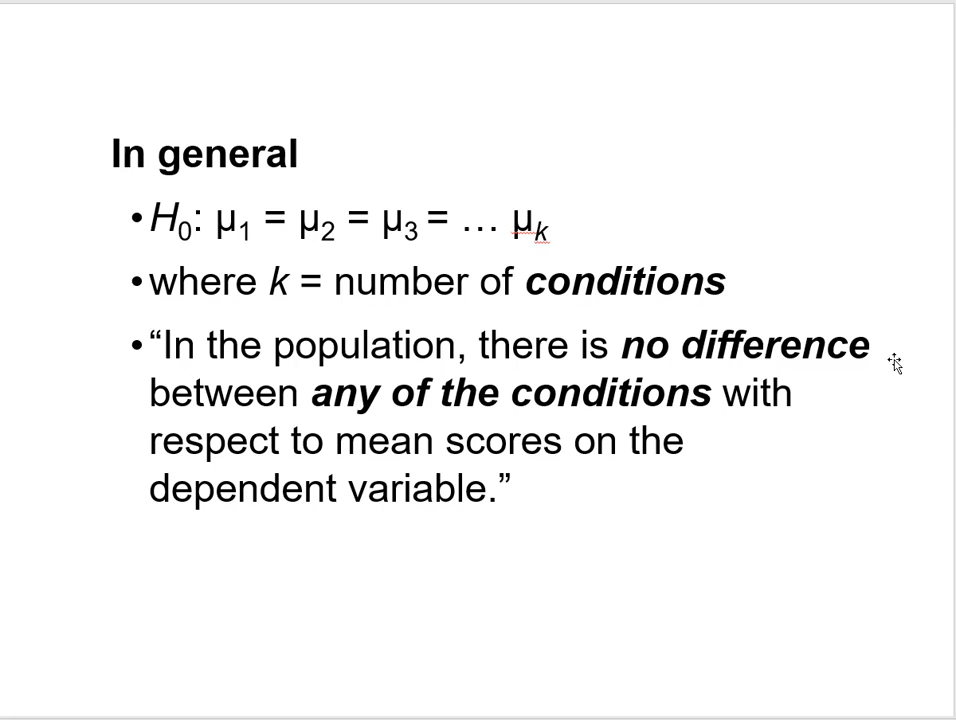 In general
• H₀: µ₁ = µ₂ = µ₃ = … µₖ
• where k = number of conditions
• “In the population, there is no difference
between any of the conditions with
respect to mean scores on the
dependent variable.”